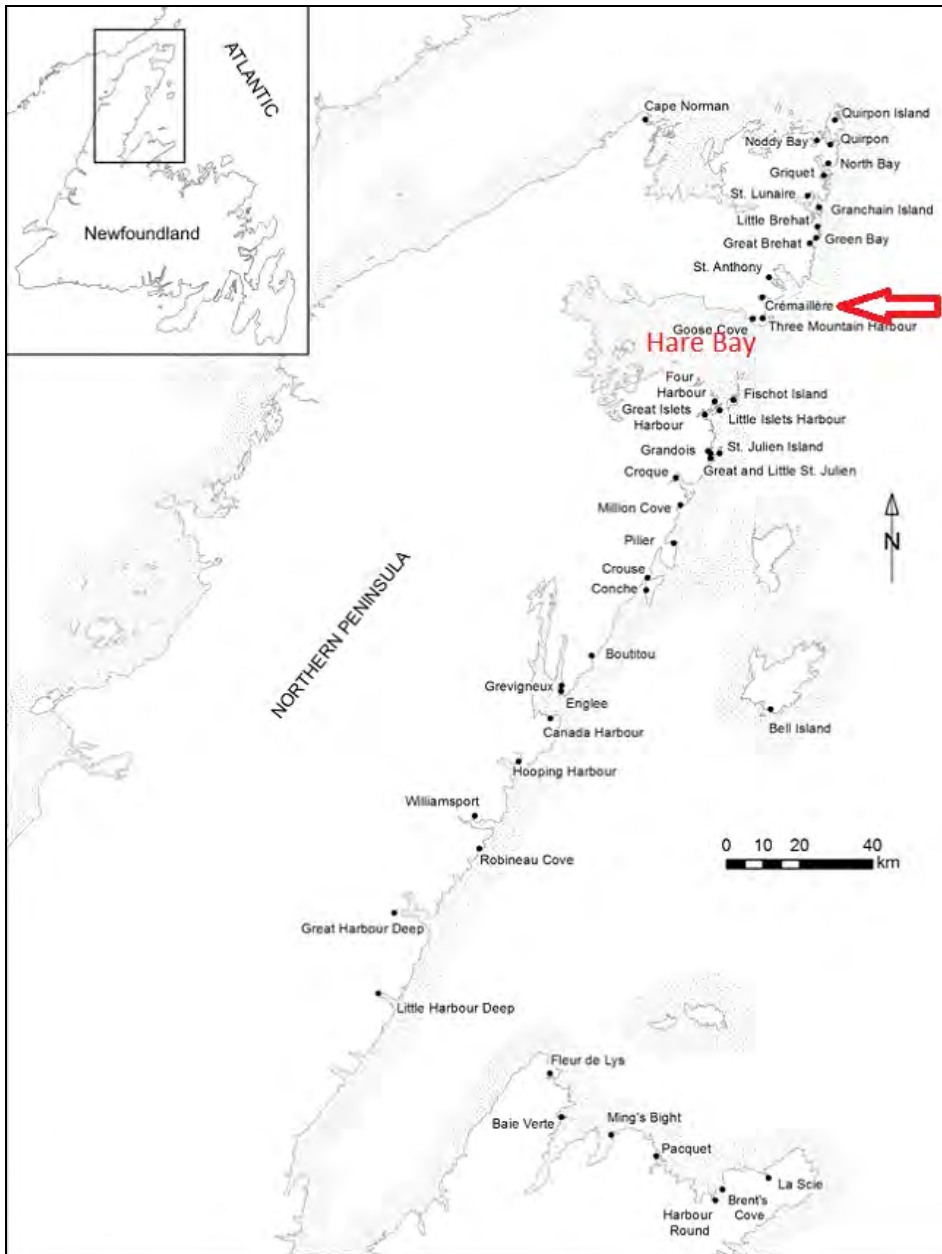 ATLANTIC
Newfoundland
Cape Norman
Quirpon Island
Noddy Bay
Quirpon
North Bay
Griquet
St. Lunaire
Granchain Island
Little Brehat
Green Bay
Great Brehat
St. Anthony
Crémaillère
Goose Cove
Three Mountain Harbour
Hare Bay
Four
Harbour
Fischot Island
Great Islets
Harbour
Little Islets Harbour
Grandois
St. Julien Island
Great and Little St. Julien
Croque
Million Cove
N
Pilier
Crouse
Conche
NORTHERN PENINSULA
Boutitou
Grevigneux
Englee
Bell Island
Canada Harbour
Hooping Harbour
Williamsport
Robineau Cove
0 10 20 40
km
Great Harbour Deep
Little Harbour Deep
Fleur de Lys
Baie Verte
Ming's Bight
Pacquet
La Scie
Brent's
Cove
Harbour
Round